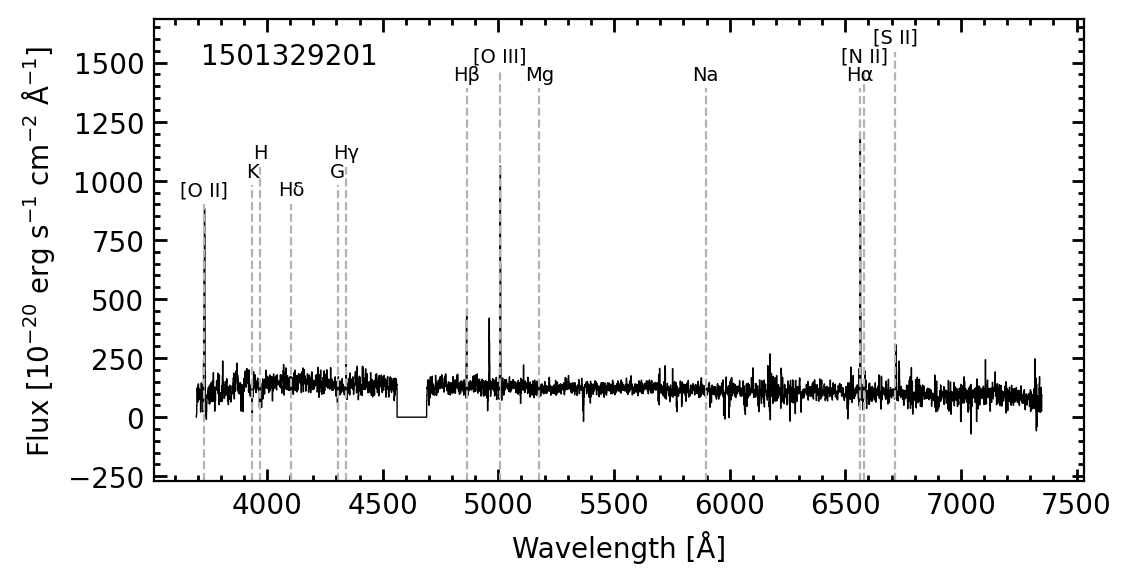 1501329201
[S II]
[O III]
[N II]
Hβ
Mg
Na
Hα
H
Hγ
K
G
[O II]
Hδ
1500
1250
1000
750
500
250
0
−250
4000 4500 5000 5500 6000 6500 7000 7500
Wavelength [Å]
Flux [10⁻²⁰ erg s⁻¹ cm⁻² Å⁻¹]